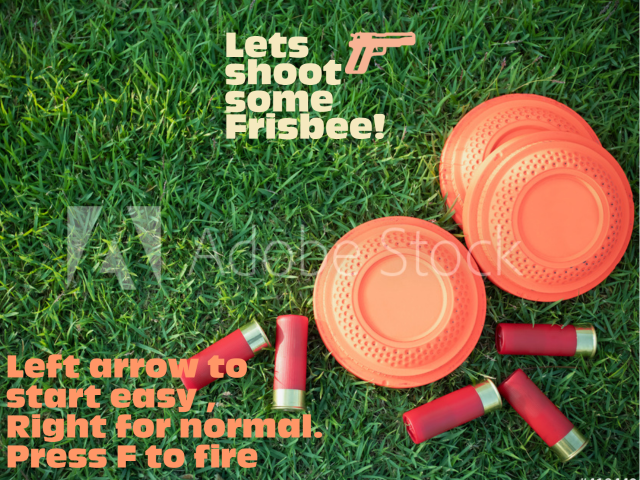 Lets
shoot
some
Frisbee!
Adobe Stock
Left arrow to
start easy ,
Right for normal.
Press F to fire